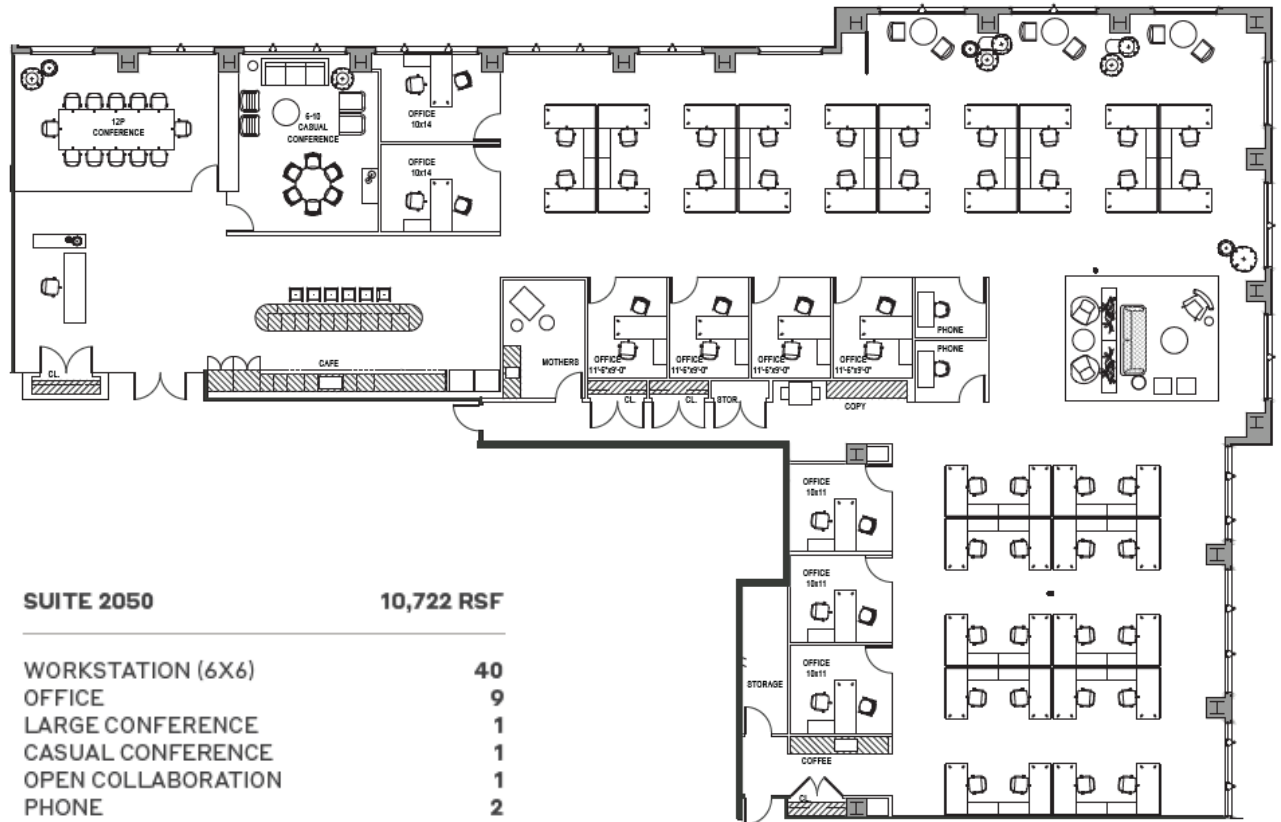 12P
CONFERENCE
6-10
CASUAL
CONFERENCE
OFFICE
10x14
OFFICE
10x14
CAFE
MOTHERS
OFFICE
11'-6"x9'-0"
OFFICE
11'-6"x9'-0"
OFFICE
11'-6"x9'-0"
OFFICE
11'-6"x9'-0"
PHONE
PHONE
CL.
CL.
CL.
STOR.
COPY
OFFICE
10x11
OFFICE
10x11
OFFICE
10x11
STORAGE
COFFEE
CL.
SUITE 2050 10,722 RSF
WORKSTATION (6X6) 40
OFFICE 9
LARGE CONFERENCE 1
CASUAL CONFERENCE 1
OPEN COLLABORATION 1
PHONE 2